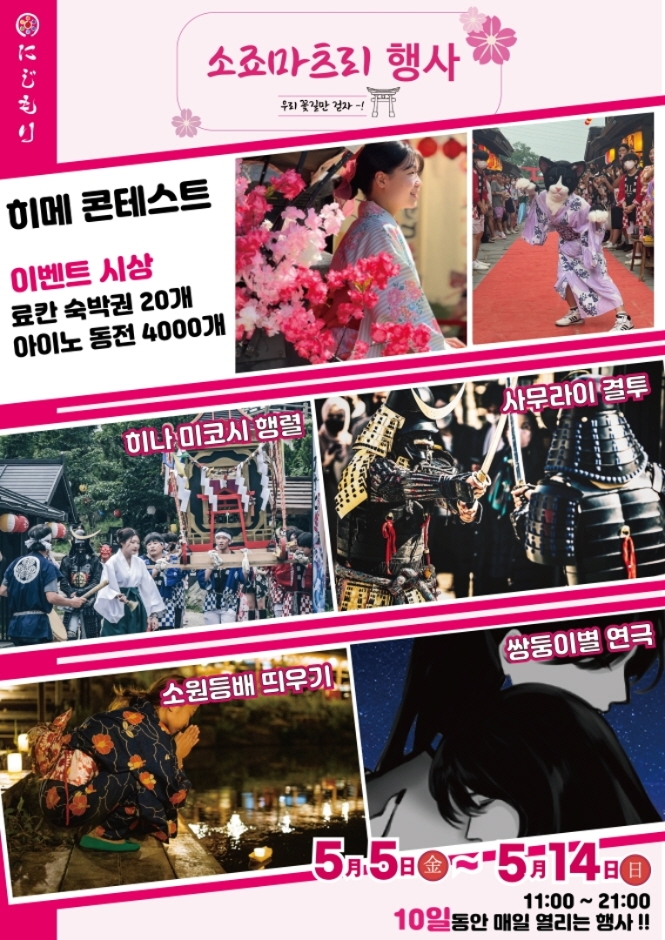 にじもり
소죠마츠리 행사
우리 꽃길만 걷자 ~!
히메 콘테스트
이벤트 시상
료칸 숙박권 20개
아이노 동전 4000개
히나 미코시 행렬
사무라이 결투
소원등배 띄우기
쌍둥이별 연극
5月5日 金 ~ 5月14日 日
11:00 ~ 21:00
10일동안 매일 열리는 행사 !!